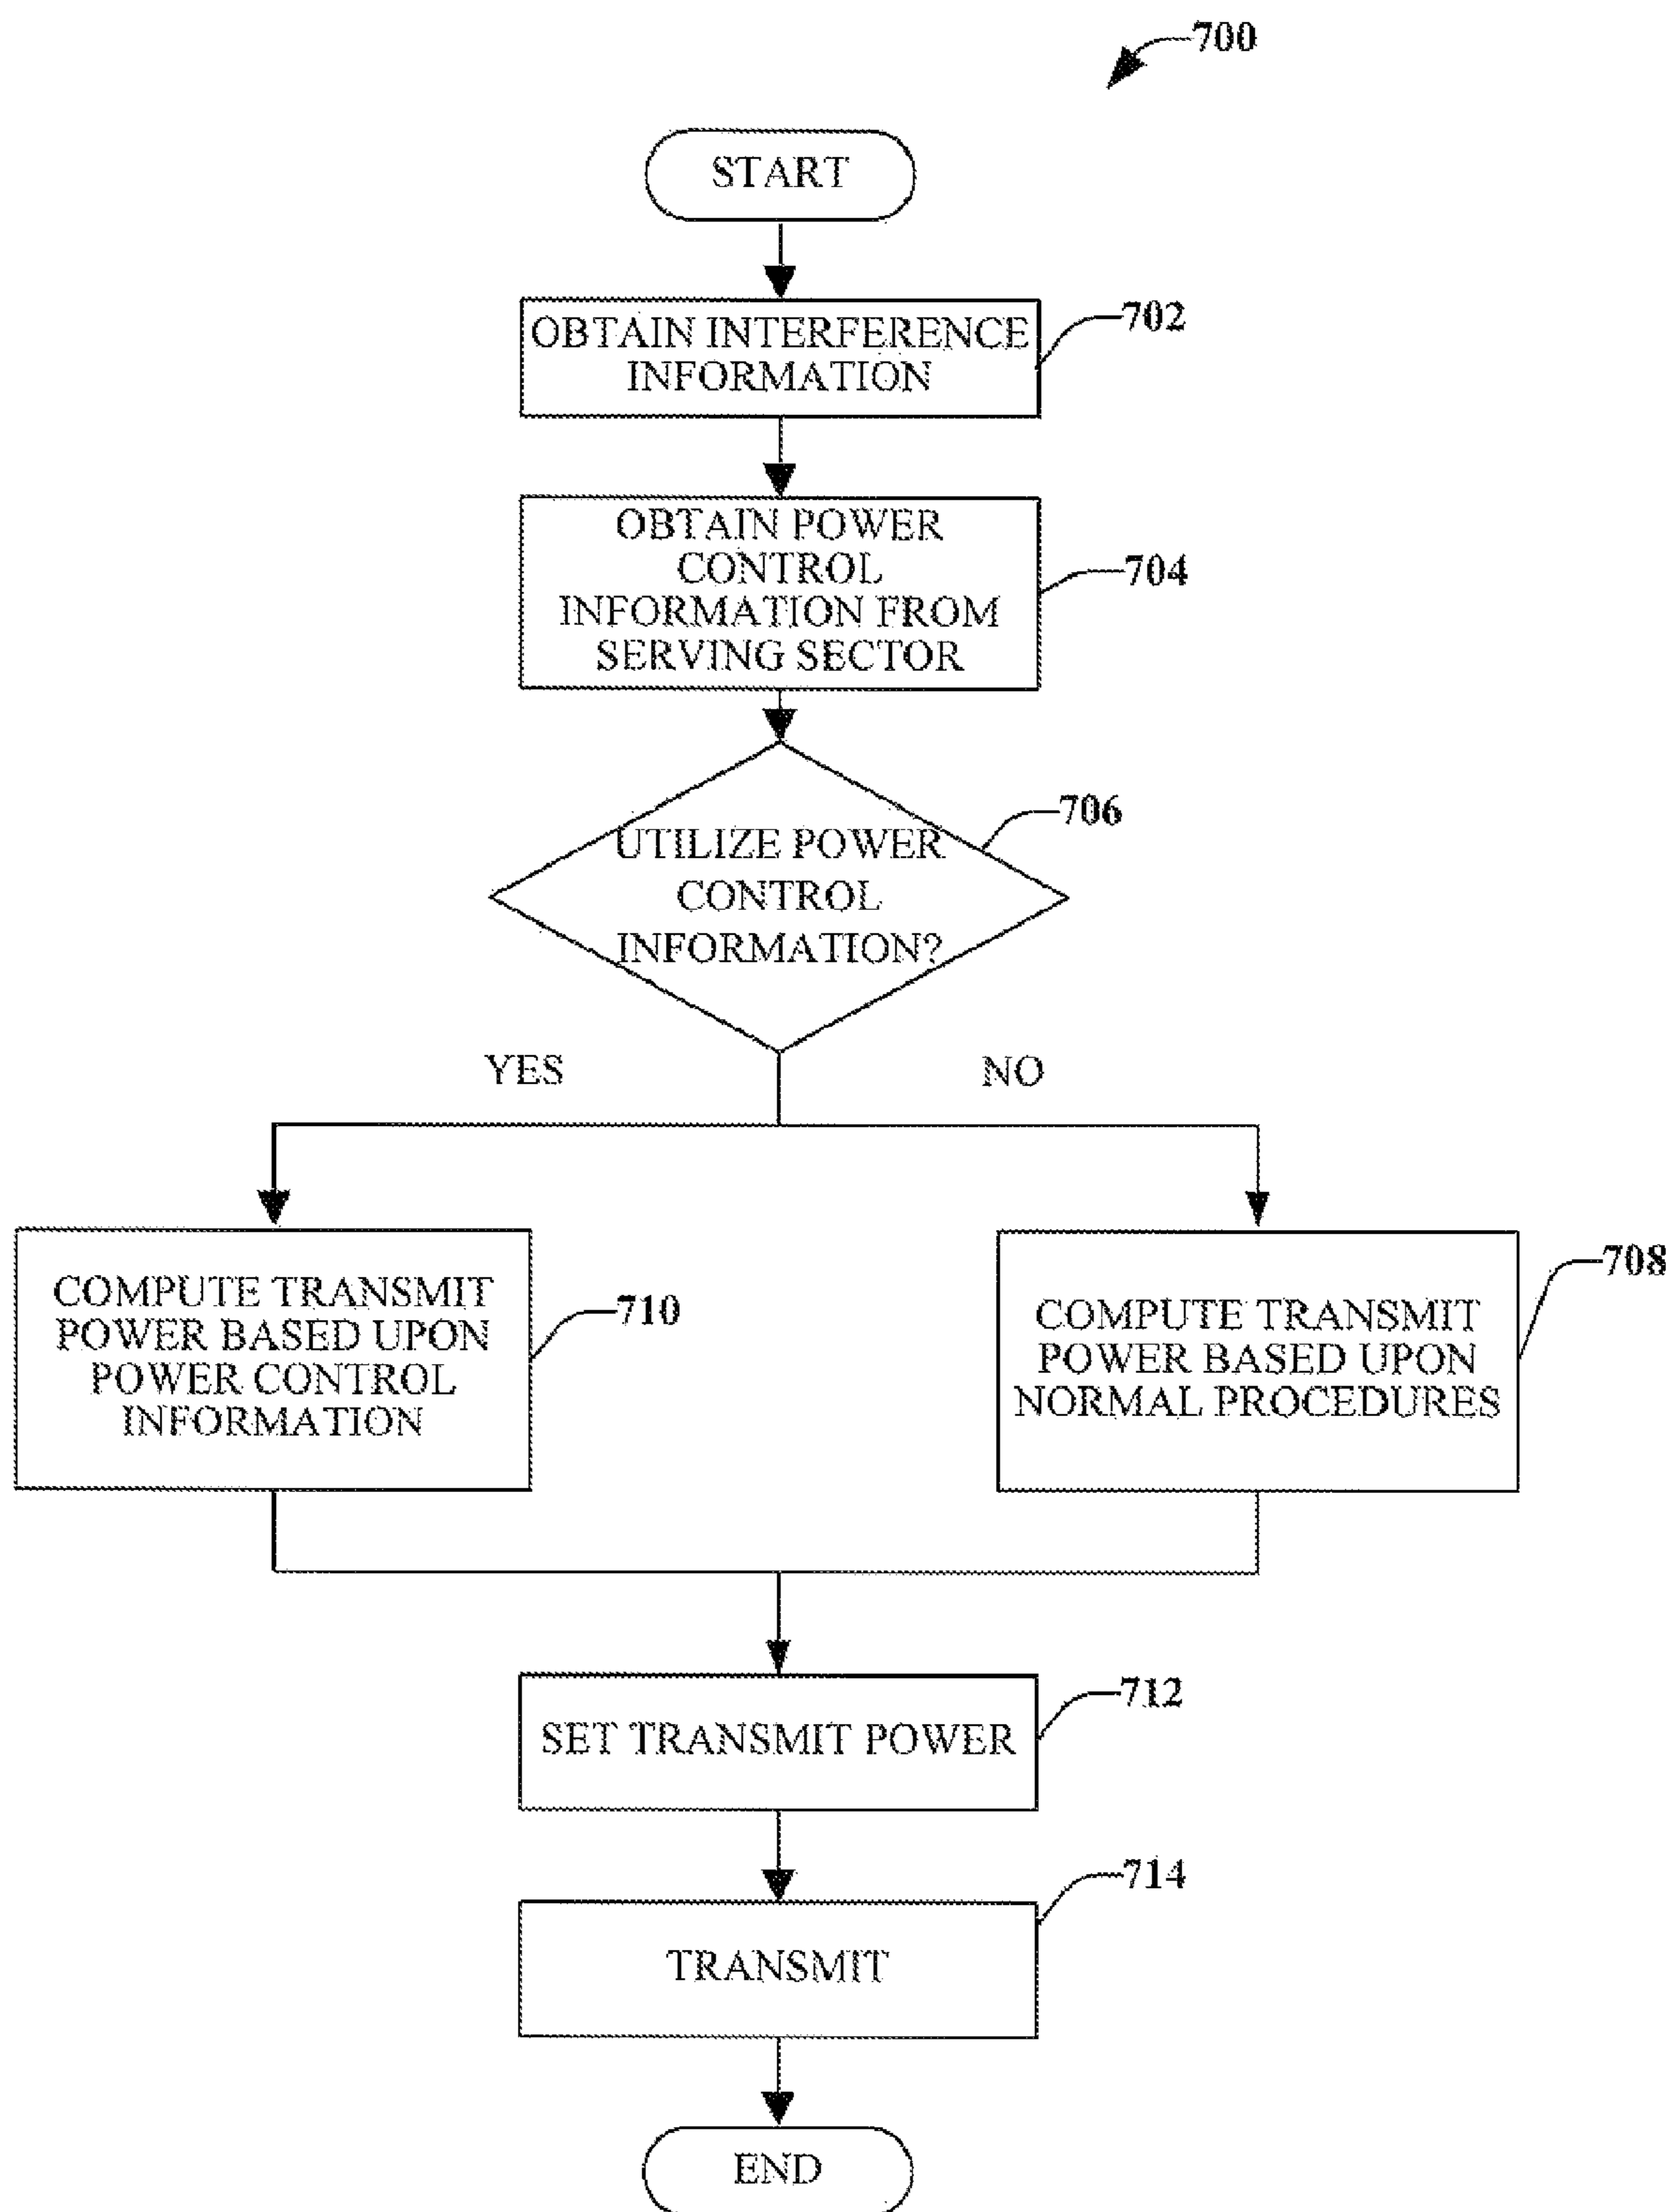 700
START
OBTAIN INTERFERENCE
INFORMATION
702
OBTAIN POWER
CONTROL
INFORMATION FROM
SERVING SECTOR
704
UTILIZE POWER
CONTROL
INFORMATION?
706
YES
NO
COMPUTE TRANSMIT
POWER BASED UPON
POWER CONTROL
INFORMATION
710
COMPUTE TRANSMIT
POWER BASED UPON
NORMAL PROCEDURES
708
SET TRANSMIT POWER
712
TRANSMIT
714
END